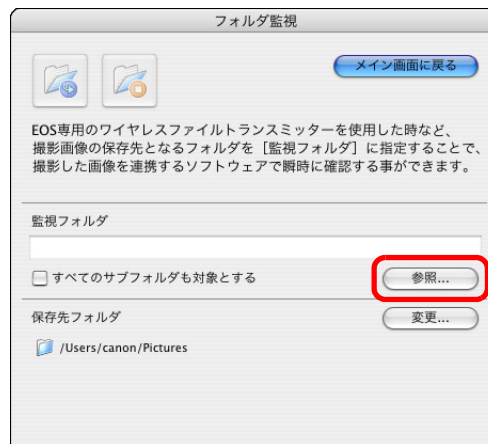 フォルダ監視
メイン画面に戻る
EOS専用のワイヤレスファイルトランスミッターを使用した時など、
撮影画像の保存先となるフォルダを［監視フォルダ］に指定することで、
撮影した画像を連携するソフトウェアで瞬時に確認する事ができます。
監視フォルダ
すべてのサブフォルダも対象とする
参照...
保存先フォルダ
変更...
/Users/canon/Pictures